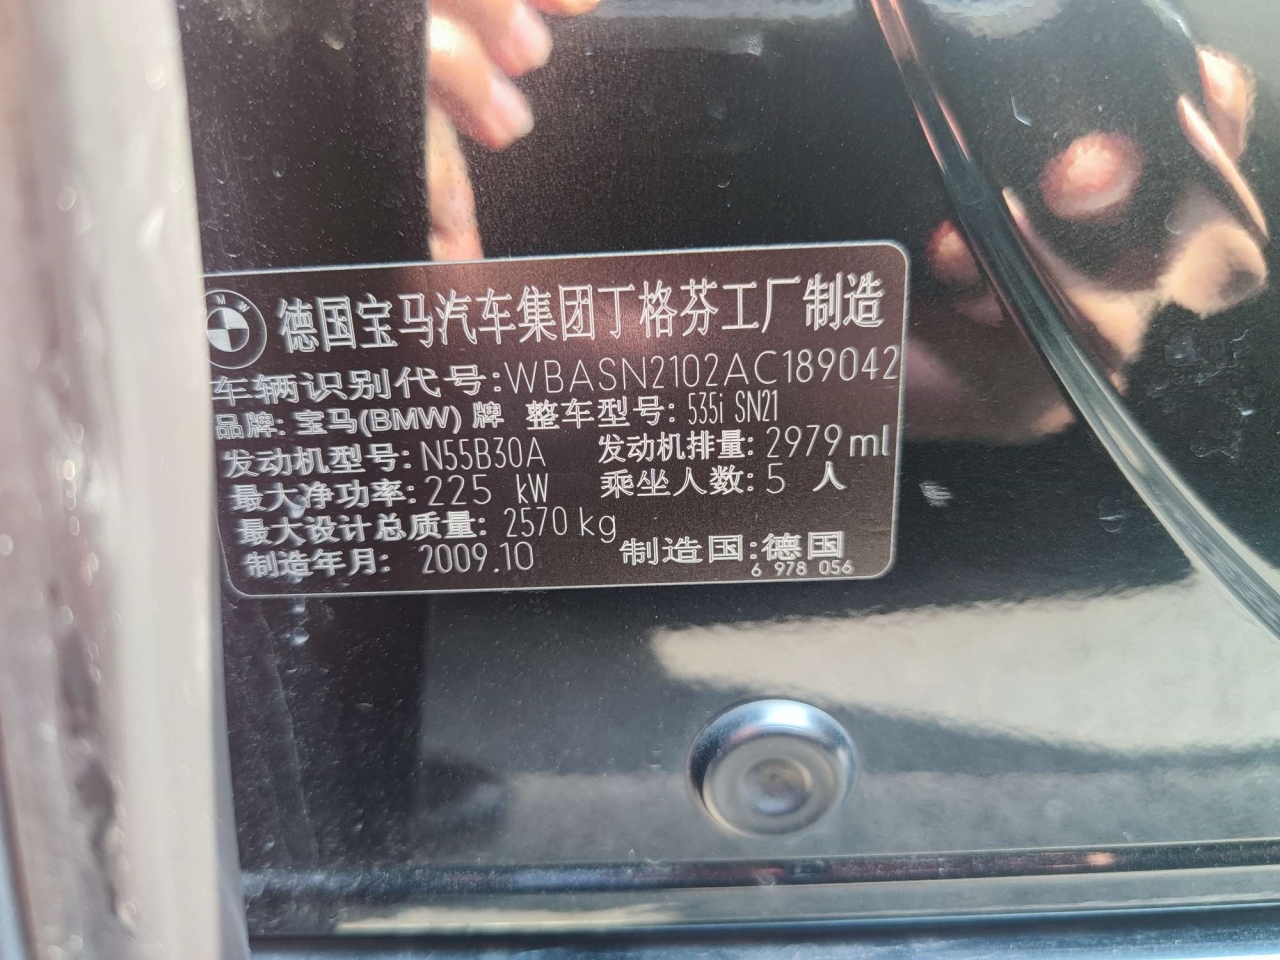 BMW
德国宝马汽车集团丁格芬工厂制造
车辆识别代号:WBASN2102AC189042
品牌:宝马(BMW)牌 整车型号:535i SN21
发动机型号:N55B30A 发动机排量:2979ml
最大净功率:225 kW 乘坐人数:5 人
最大设计总质量: 2570kg
制造年月: 2009.10 制造国:德国
6 978 056